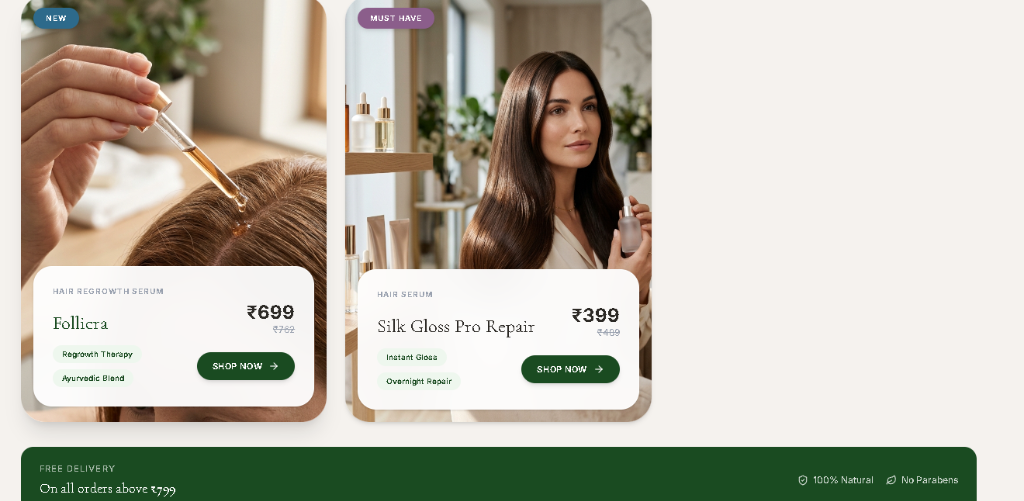 NEW
HAIR REGROWTH SERUM
Follicra
₹699
₹762
Regrowth Therapy
Ayurvedic Blend
SHOP NOW
MUST HAVE
HAIR SERUM
Silk Gloss Pro Repair
₹399
₹489
Instant Gloss
Overnight Repair
SHOP NOW
FREE DELIVERY
On all orders above ₹799
100% Natural
No Parabens